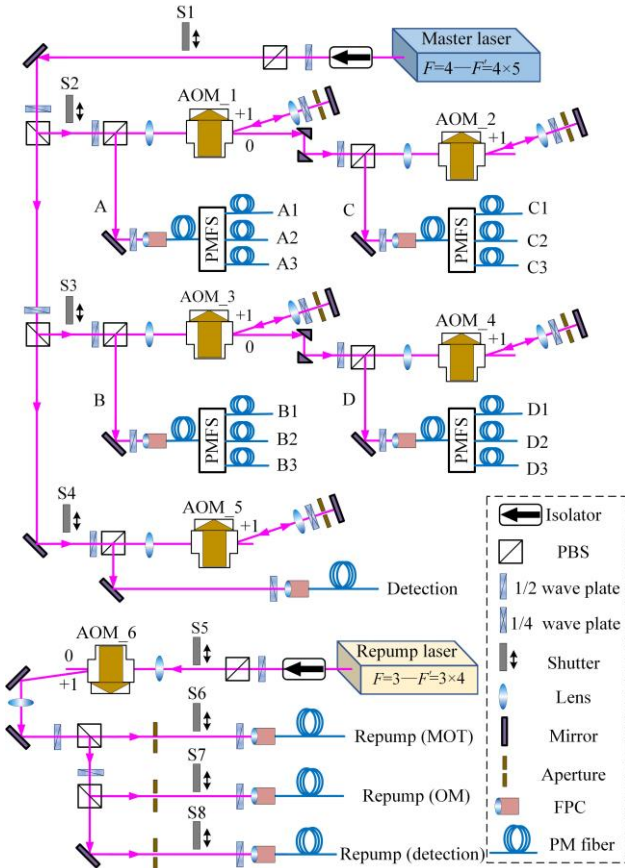 S1
Master laser
F=4—F'=4×5
S2
AOM_1
+1
0
AOM_2
+1
A
PMFS
A1
A2
A3
C
PMFS
C1
C2
C3
S3
AOM_3
+1
0
AOM_4
+1
B
PMFS
B1
B2
B3
D
PMFS
D1
D2
D3
S4
AOM_5
+1
Detection
AOM_6
0
+1
S5
Repump laser
F=3—F'=3×4
S6
Repump (MOT)
S7
Repump (OM)
S8
Repump (detection)
Isolator
PBS
1/2 wave plate
1/4 wave plate
Shutter
Lens
Mirror
Aperture
FPC
PM fiber